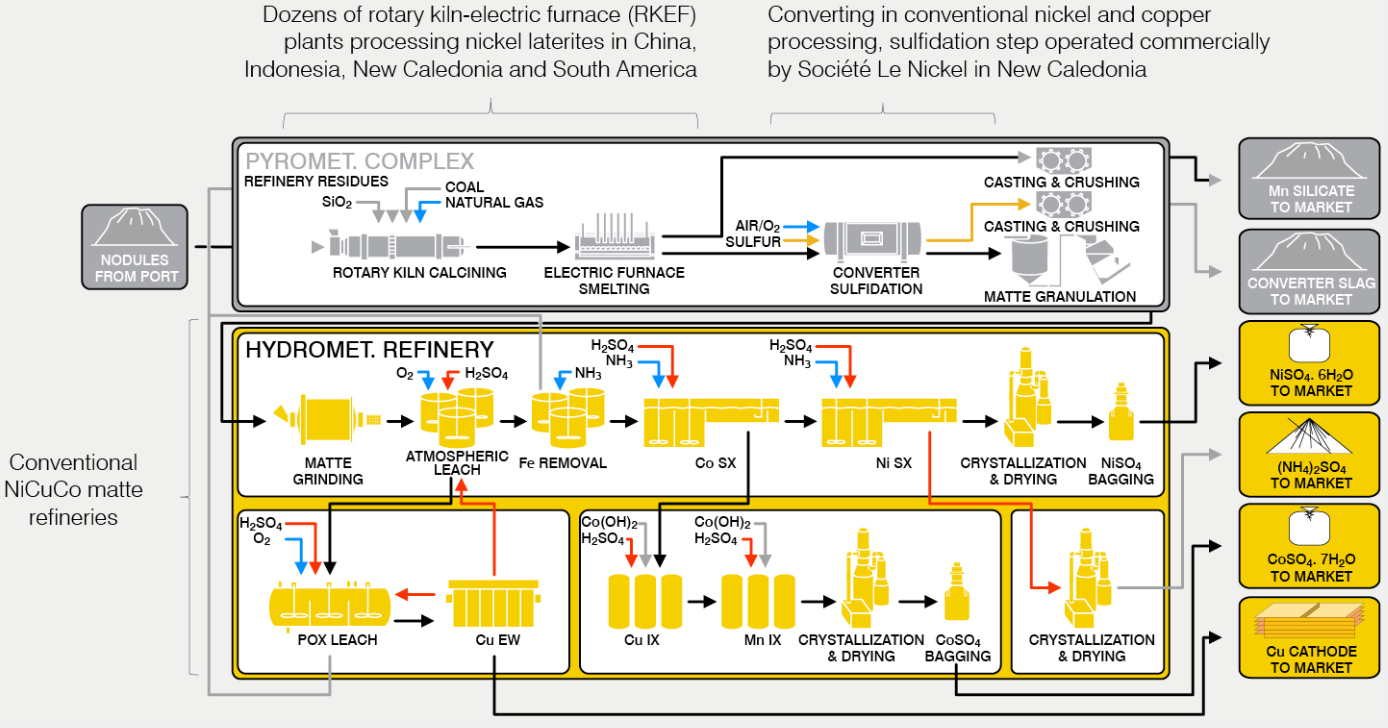 Dozens of rotary kiln-electric furnace (RKEF)
plants processing nickel laterites in China,
Indonesia, New Caledonia and South America
Converting in conventional nickel and copper
processing, sulfidation step operated commercially
by Société Le Nickel in New Caledonia
PYROMET. COMPLEX
REFINERY RESIDUES
SiO₂
COAL
NATURAL GAS
ROTARY KILN CALCINING
ELECTRIC FURNACE
SMELTING
AIR/O₂
SULFUR
CONVERTER
SULFIDATION
CASTING & CRUSHING
CASTING & CRUSHING
MATTE GRANULATION
NODULES
FROM PORT
Mn SILICATE
TO MARKET
CONVERTER SLAG
TO MARKET
Conventional
NiCuCo matte
refineries
HYDROMET. REFINERY
O₂
H₂SO₄
NH₃
H₂SO₄
NH₃
H₂SO₄
NH₃
MATTE
GRINDING
ATMOSPHERIC
LEACH
Fe REMOVAL
Co SX
Ni SX
CRYSTALLIZATION
& DRYING
NiSO₄
BAGGING
NiSO₄. 6H₂O
TO MARKET
(NH₄)₂SO₄
TO MARKET
H₂SO₄
O₂
POX LEACH
Cu EW
Co(OH)₂
H₂SO₄
Cu IX
Co(OH)₂
H₂SO₄
Mn IX
CRYSTALLIZATION
& DRYING
CoSO₄
BAGGING
CRYSTALLIZATION
& DRYING
CoSO₄. 7H₂O
TO MARKET
Cu CATHODE
TO MARKET